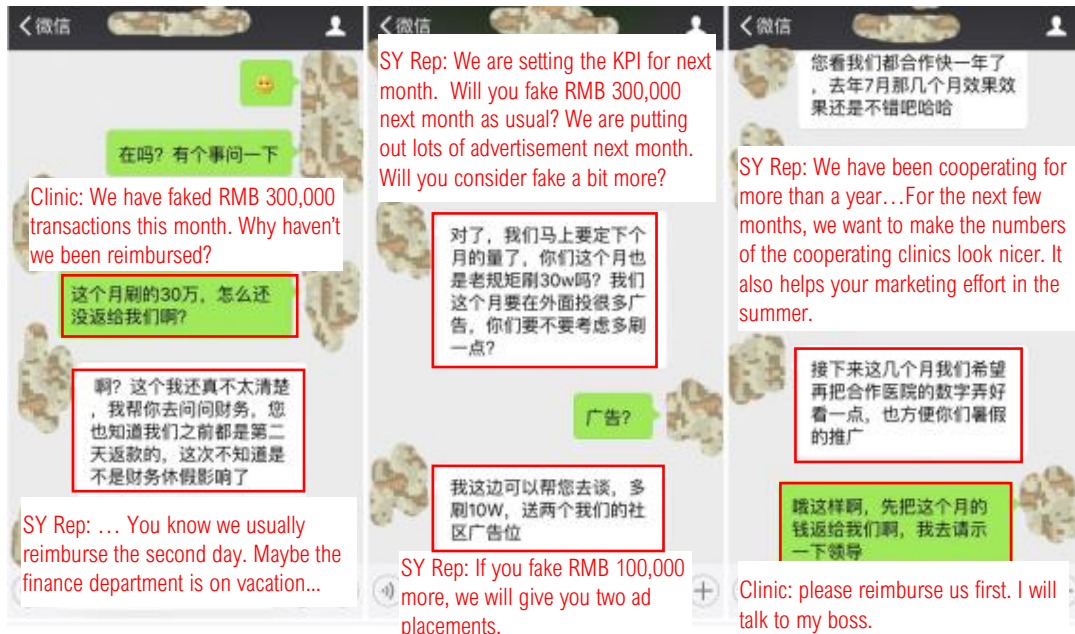 微信
在吗? 有个事问一下
Clinic: We have faked RMB 300,000
transactions this month. Why haven't
we been reimbursed?
这个月刷的30万，怎么还
没返给我们啊?
啊? 这个我还真不太清楚
，我帮你去问问财务，您
也知道我们之前都是第二
天返款的，这次不知道是
不是财务休假影响了
SY Rep: … You know we usually
reimburse the second day. Maybe the
finance department is on vacation...
微信
SY Rep: We are setting the KPI for next
month.  Will you fake RMB 300,000
next month as usual? We are putting
out lots of advertisement next month.
Will you consider fake a bit more?
对了，我们马上要定下个
月的量了，你们这个月也
是老规矩刷30w吗? 我们
这个月要在外面投很多广
告，你们要不要考虑多刷
一点?
广告?
我这边可以帮您去谈，多
刷10W，送两个我们的社
区广告位
SY Rep: If you fake RMB 100,000
more, we will give you two ad
placements.
微信
您看我们都合作快一年了
，去年7月那几个月效果效
果还是不错吧哈哈
SY Rep: We have been cooperating for
more than a year…For the next few
months, we want to make the numbers
of the cooperating clinics look nicer. It
also helps your marketing effort in the
summer.
接下来这几个月我们希望
再把合作医院的数字弄好
看一点，也方便你们暑假
的推广
哦这样啊，先把这个月的
钱返给我们啊，我去请示
一下领导
Clinic: please reimburse us first. I will
talk to my boss.